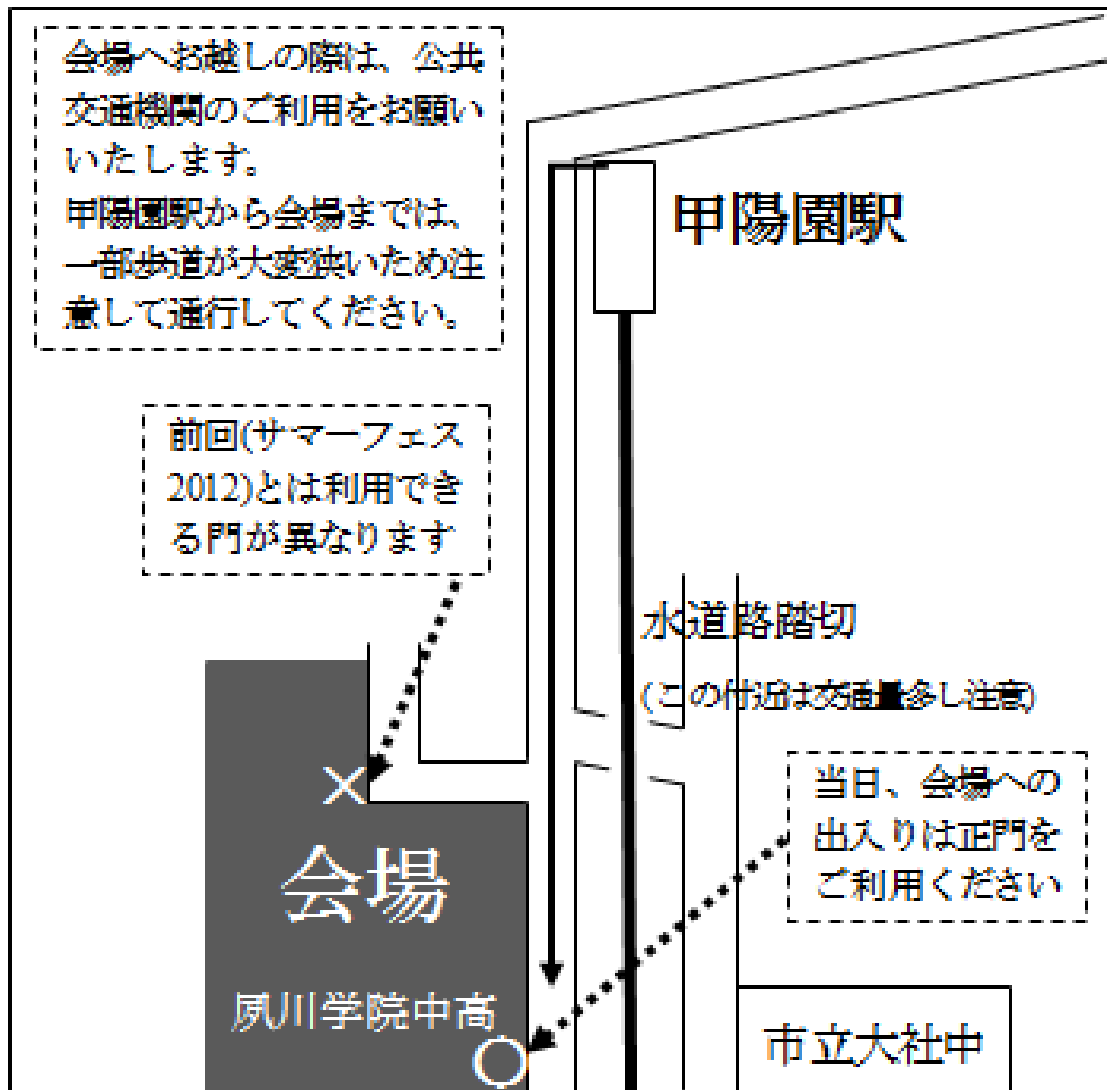 会場へお越しの際は、公共
交通機関のご利用をお願い
いたします。
甲陽園駅から会場までは、
一部歩道が大変狭いため注
意して通行してください。
甲陽園駅
前回(サマーフェス
2012)とは利用でき
る門が異なります
水道路踏切
(この付近は交通量多し注意)
当日、会場への
出入りは正門を
ご利用ください
会場
夙川学院中高
市立大社中